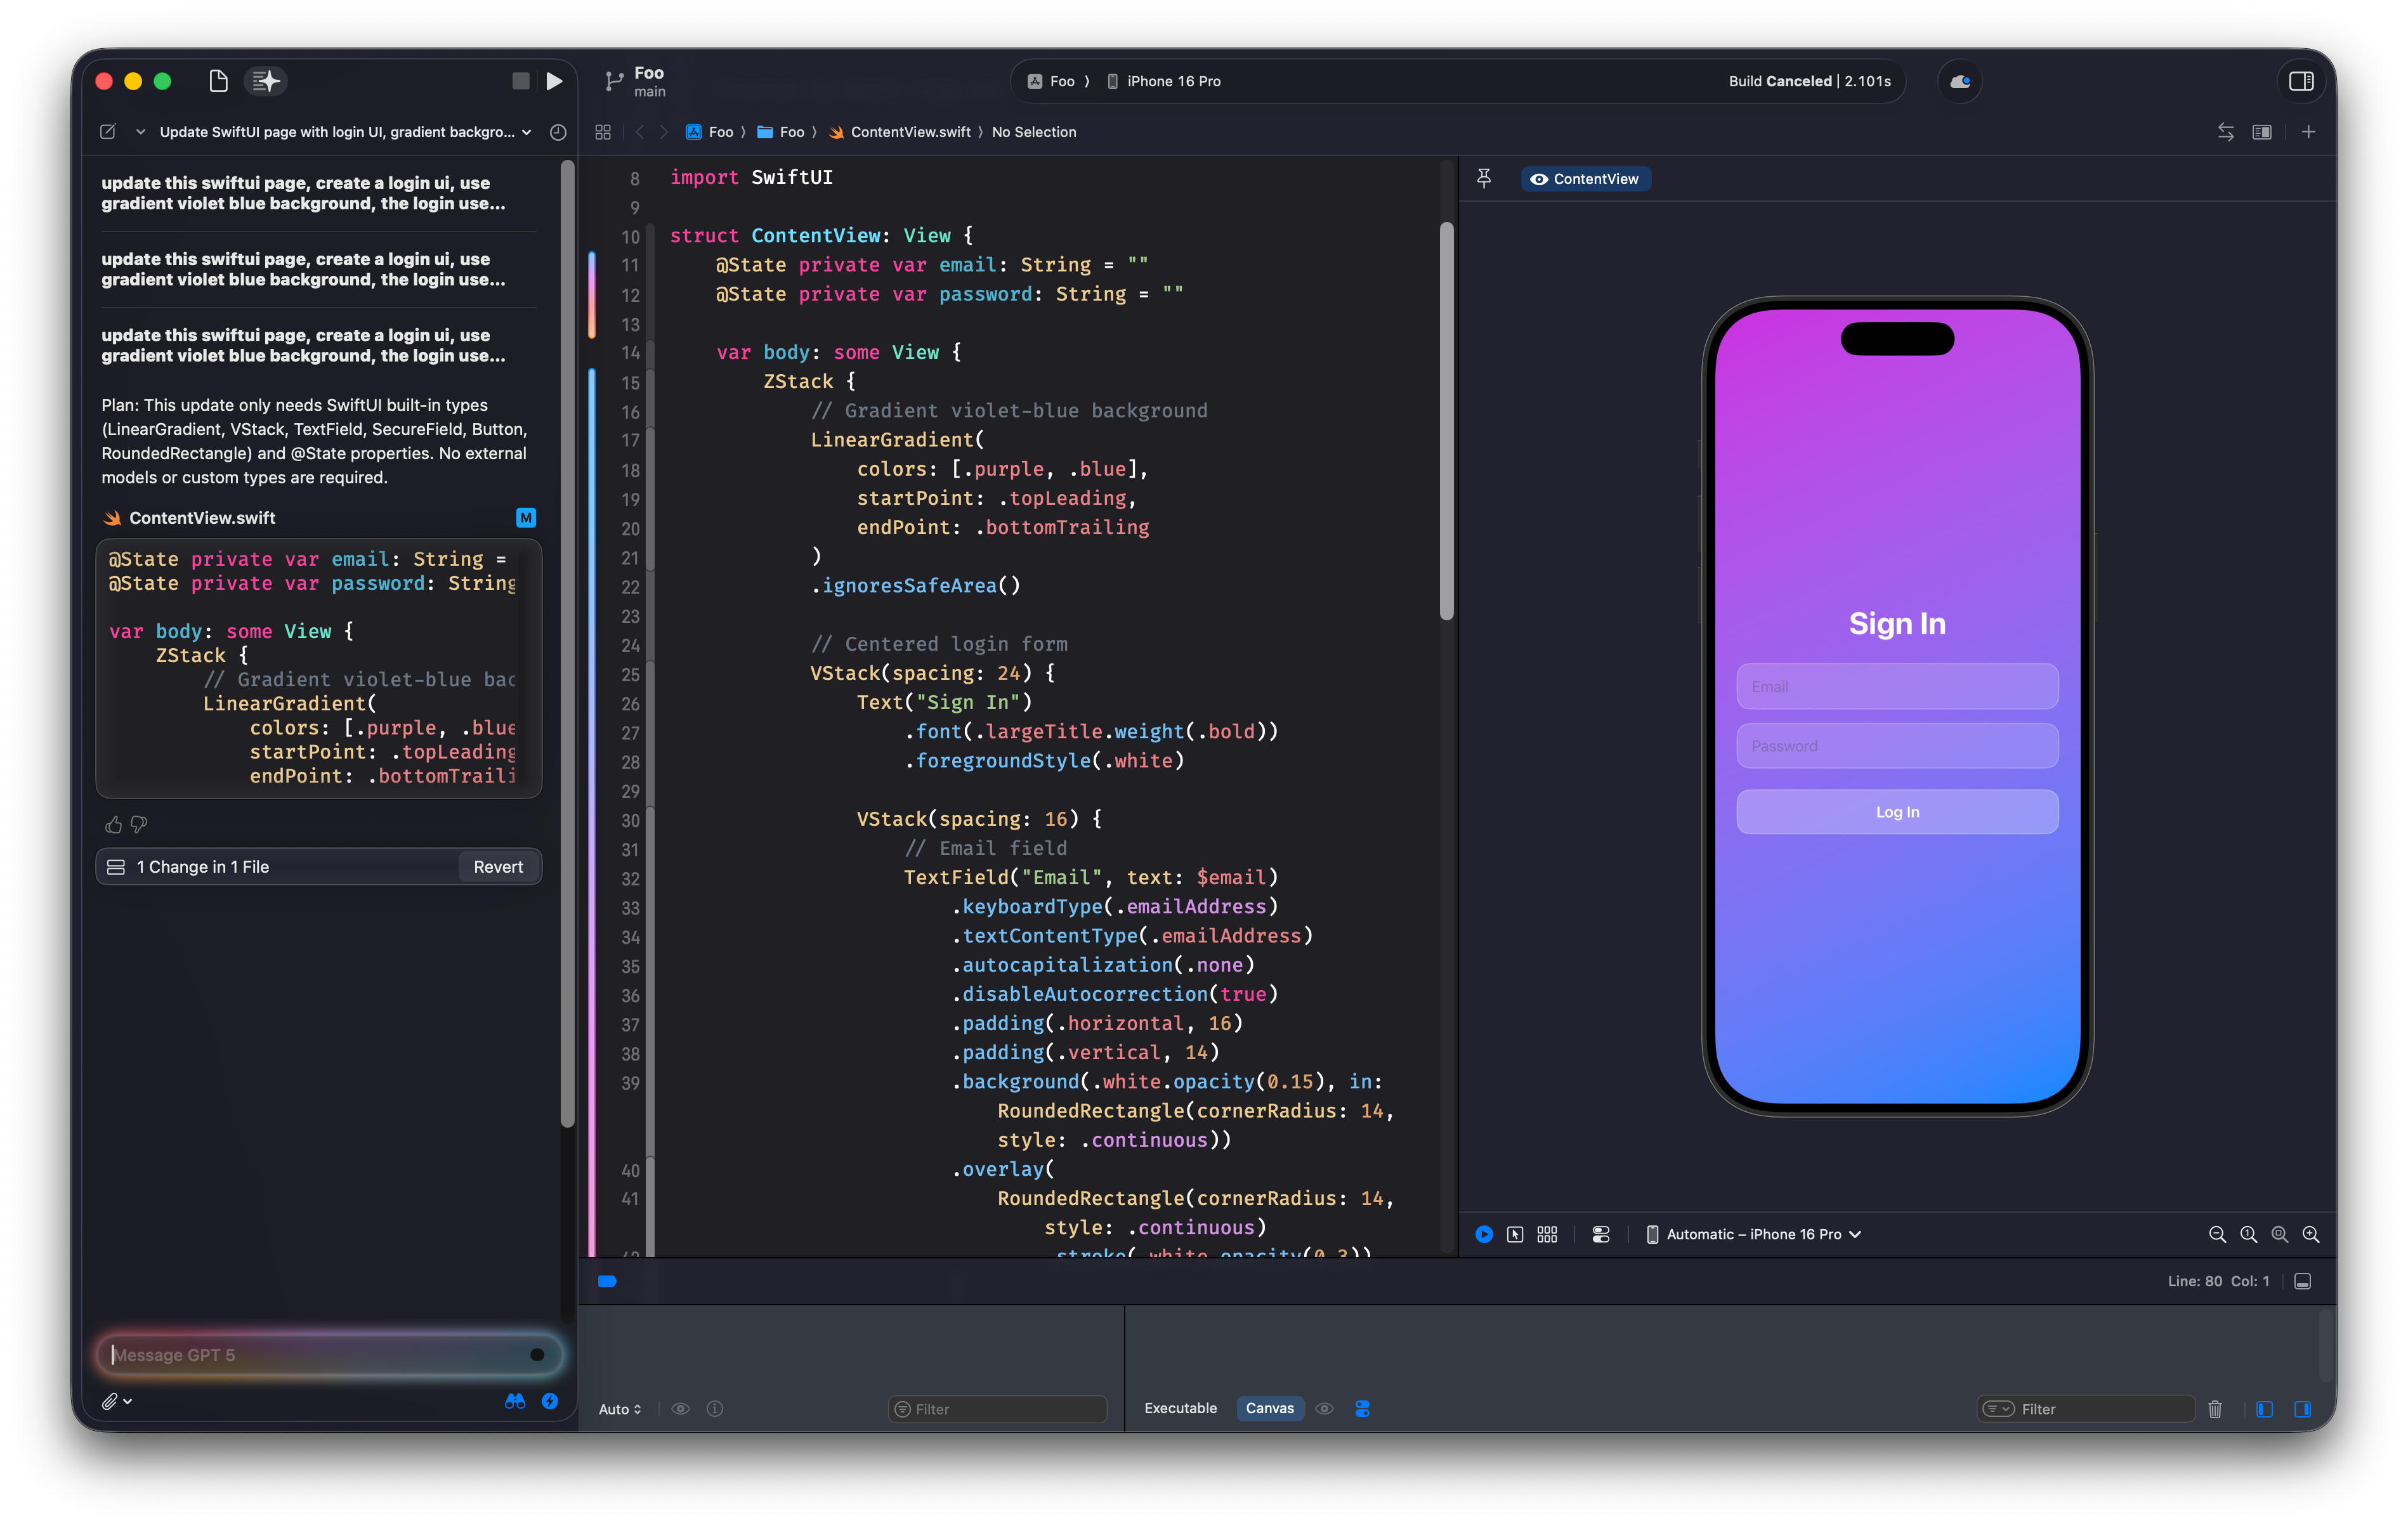 Foo
main
Foo 〉 iPhone 16 Pro
Build Canceled | 2.101s
Update SwiftUI page with login UI, gradient backgro...
Foo 〉 Foo 〉 ContentView.swift 〉 No Selection
update this swiftui page, create a login ui, use
gradient violet blue background, the login use...
update this swiftui page, create a login ui, use
gradient violet blue background, the login use...
update this swiftui page, create a login ui, use
gradient violet blue background, the login use...
Plan: This update only needs SwiftUI built-in types
(LinearGradient, VStack, TextField, SecureField, Button,
RoundedRectangle) and @State properties. No external
models or custom types are required.
ContentView.swift
M
@State private var email: String =
@State private var password: String
var body: some View {
ZStack {
// Gradient violet-blue bac
LinearGradient(
colors: [.purple, .blue
startPoint: .topLeading
endPoint: .bottomTraili
1 Change in 1 File
Revert
Message GPT 5
8 import SwiftUI
9
10 struct ContentView: View {
11 @State private var email: String = ""
12 @State private var password: String = ""
13
14 var body: some View {
15 ZStack {
16 // Gradient violet-blue background
17 LinearGradient(
18 colors: [.purple, .blue],
19 startPoint: .topLeading,
20 endPoint: .bottomTrailing
21 )
22 .ignoresSafeArea()
23
24 // Centered login form
25 VStack(spacing: 24) {
26 Text("Sign In")
27 .font(.largeTitle.weight(.bold))
28 .foregroundStyle(.white)
29
30 VStack(spacing: 16) {
31 // Email field
32 TextField("Email", text: $email)
33 .keyboardType(.emailAddress)
34 .textContentType(.emailAddress)
35 .autocapitalization(.none)
36 .disableAutocorrection(true)
37 .padding(.horizontal, 16)
38 .padding(.vertical, 14)
39 .background(.white.opacity(0.15), in:
RoundedRectangle(cornerRadius: 14,
style: .continuous))
40 .overlay(
41 RoundedRectangle(cornerRadius: 14,
style: .continuous)
42 .stroke(.white.opacity(0.3))
ContentView
Sign In
Email
Password
Log In
Automatic – iPhone 16 Pro
Line: 80 Col: 1
Auto
Filter
Executable
Canvas
Filter